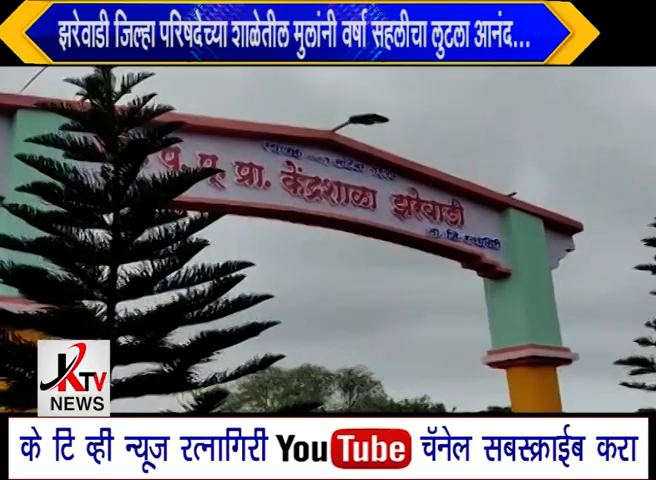 झरेवाडी जिल्हा परिषदेच्या शाळेतील मुलांनी वर्षा सहलीचा लुटला आनंद...
प. पू. प्रा. केंद्रशाळा झरेवाडी
KTV
NEWS
के टि व्ही न्यूज रत्नागिरी YouTube चॅनेल सबस्क्राईब करा